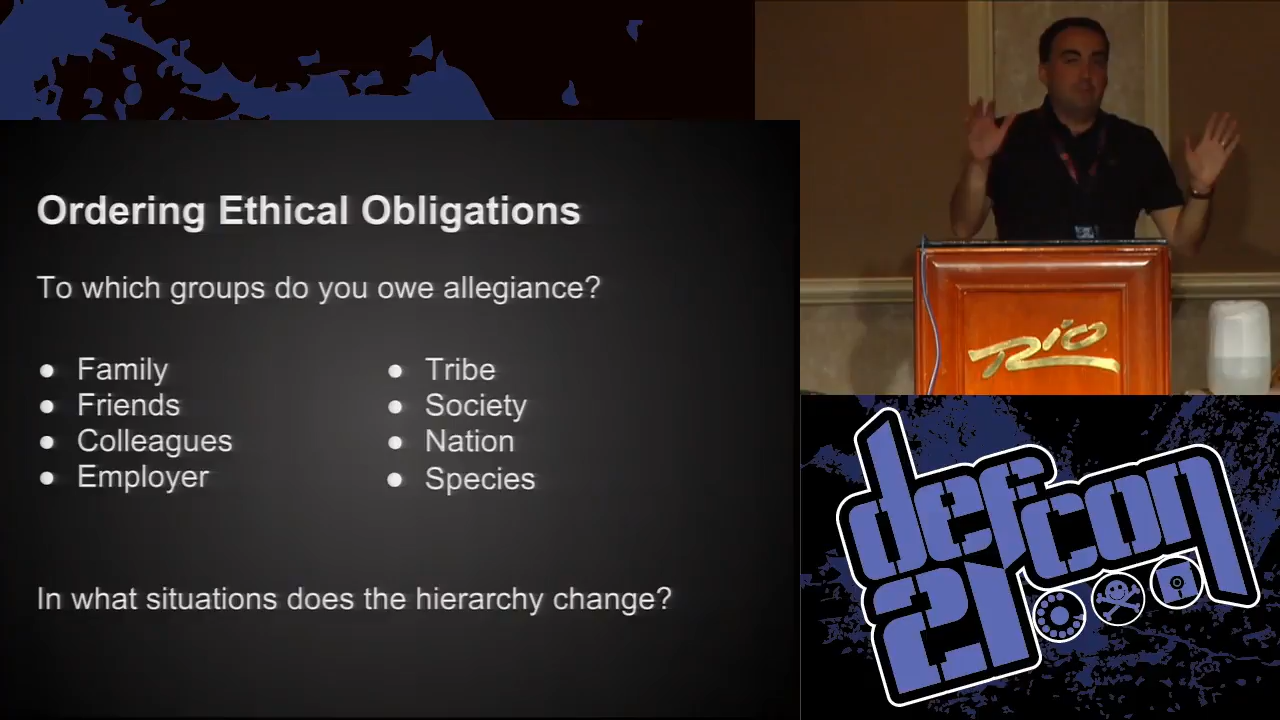 Ordering Ethical Obligations
To which groups do you owe allegiance?
● Family
● Friends
● Colleagues
● Employer
● Tribe
● Society
● Nation
● Species
In what situations does the hierarchy change?
Rio
defcon
21